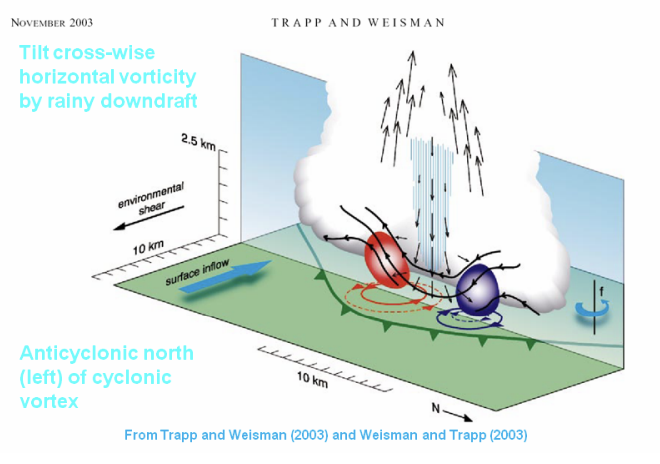 NOVEMBER 2003
TRAPP AND WEISMAN
Tilt cross-wise
horizontal vorticity
by rainy downdraft
2.5 km
environmental
shear
10 km
surface inflow
f
Anticyclonic north
(left) of cyclonic
vortex
10 km
N
From Trapp and Weisman (2003) and Weisman and Trapp (2003)